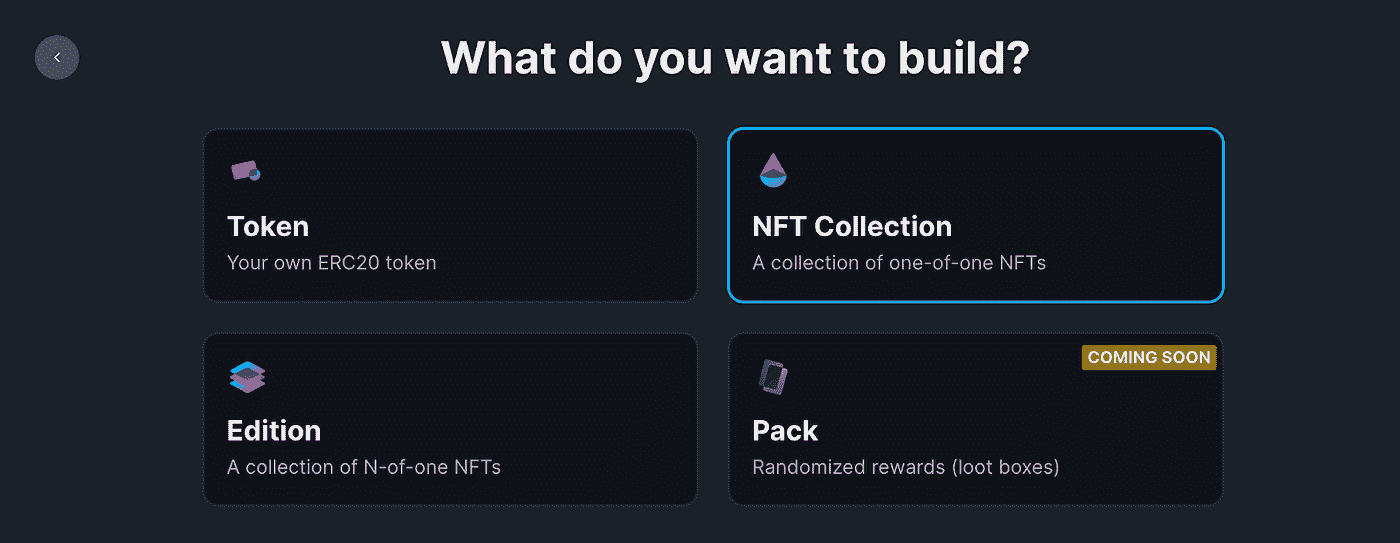 What do you want to build?
Token
Your own ERC20 token
NFT Collection
A collection of one-of-one NFTs
Edition
A collection of N-of-one NFTs
COMING SOON
Pack
Randomized rewards (loot boxes)